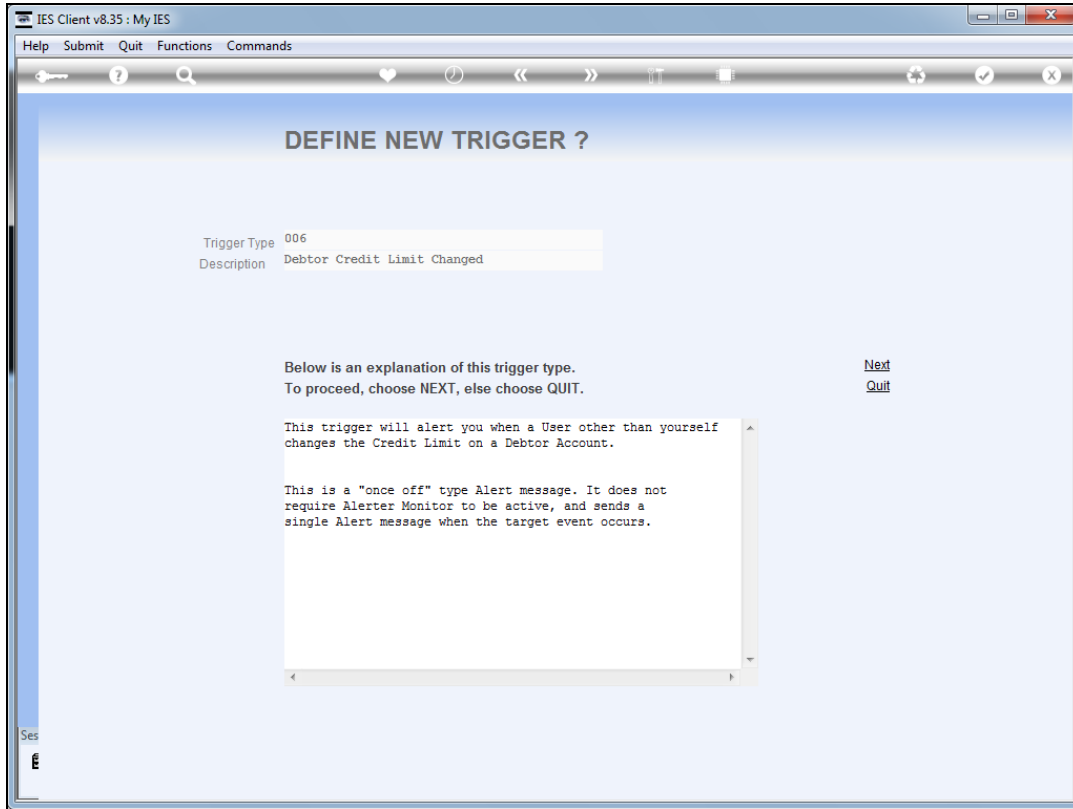 IES Client v8.35 : My IES
Help Submit Quit Functions Commands
DEFINE NEW TRIGGER ?
Trigger Type 006
Description Debtor Credit Limit Changed
Below is an explanation of this trigger type.
Next
To proceed, choose NEXT, else choose QUIT.
Quit
This trigger will alert you when a User other than yourself
changes the Credit Limit on a Debtor Account.
This is a "once off" type Alert message. It does not
require Alerter Monitor to be active, and sends a
single Alert message when the target event occurs.
Ses